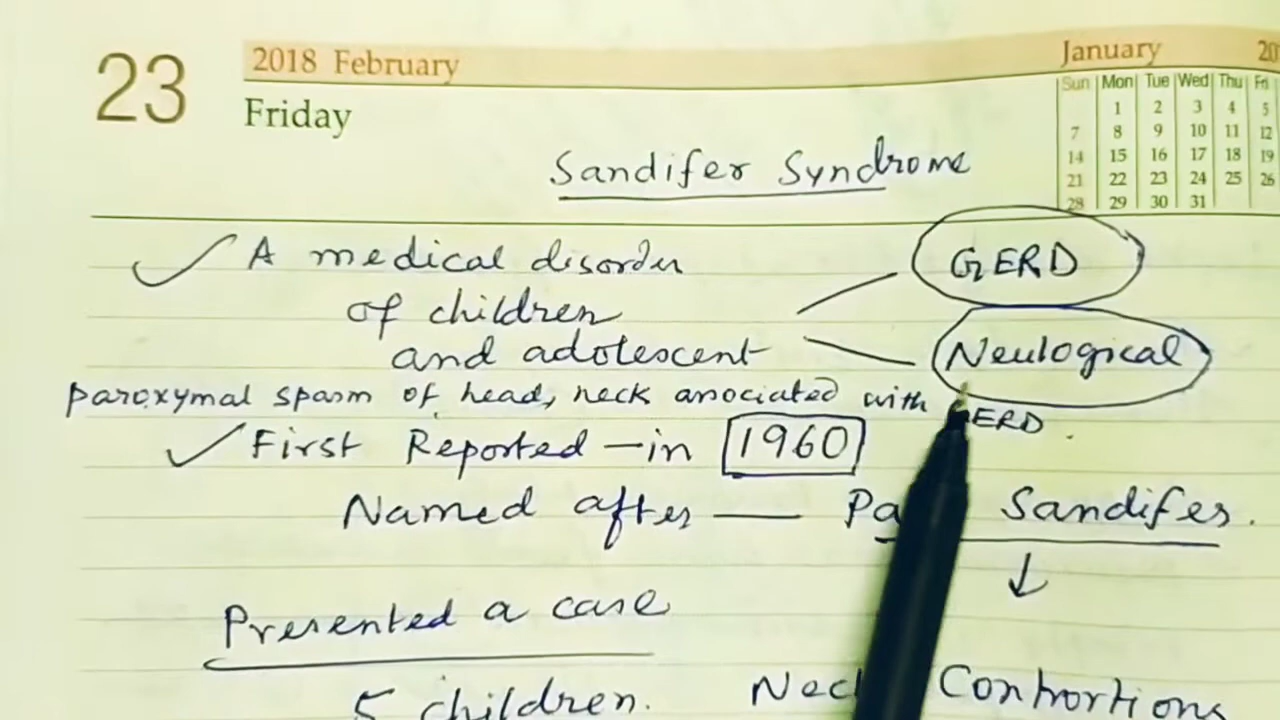 23
2018 February
Friday
January 20
Sun Mon Tue Wed Thu Fri
1 2 3 4 5
7 8 9 10 11 12
14 15 16 17 18 19
21 22 23 24 25 26
28 29 30 31
Sandifer Syndrome
A medical disorder
of children
and adolescent
GERD
Neulogical
paroxymal spasm of head, neck associated with GERD.
First Reported — in 1960
Named after — Sandifer.
Presented a case
5 children.
Contortions